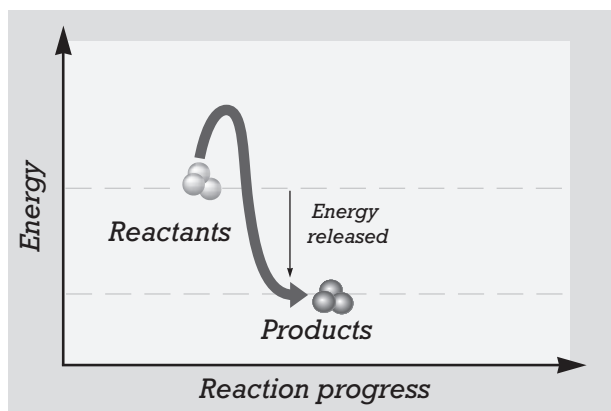 Energy
Reactants
Energy
released
Products
Reaction progress